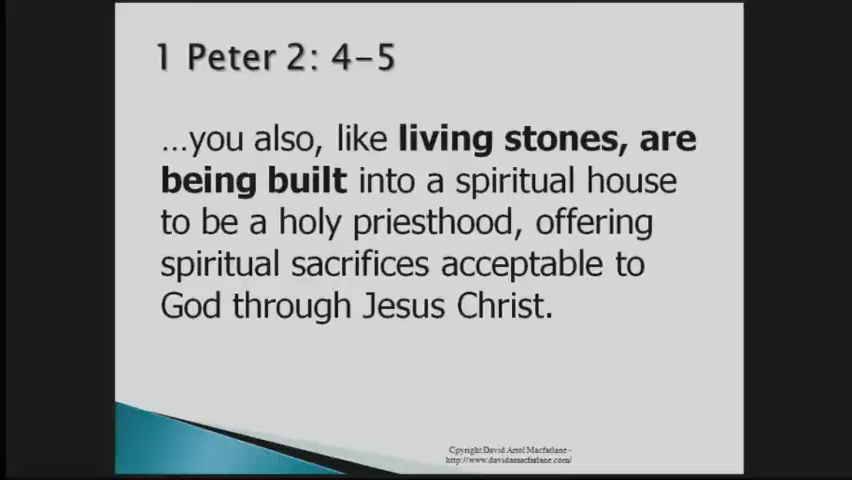 1 Peter 2: 4-5
…you also, like living stones, are
being built into a spiritual house
to be a holy priesthood, offering
spiritual sacrifices acceptable to
God through Jesus Christ.
Cpyright David Arrol Macfarlane -
http://www.davidamacfarlane.com/